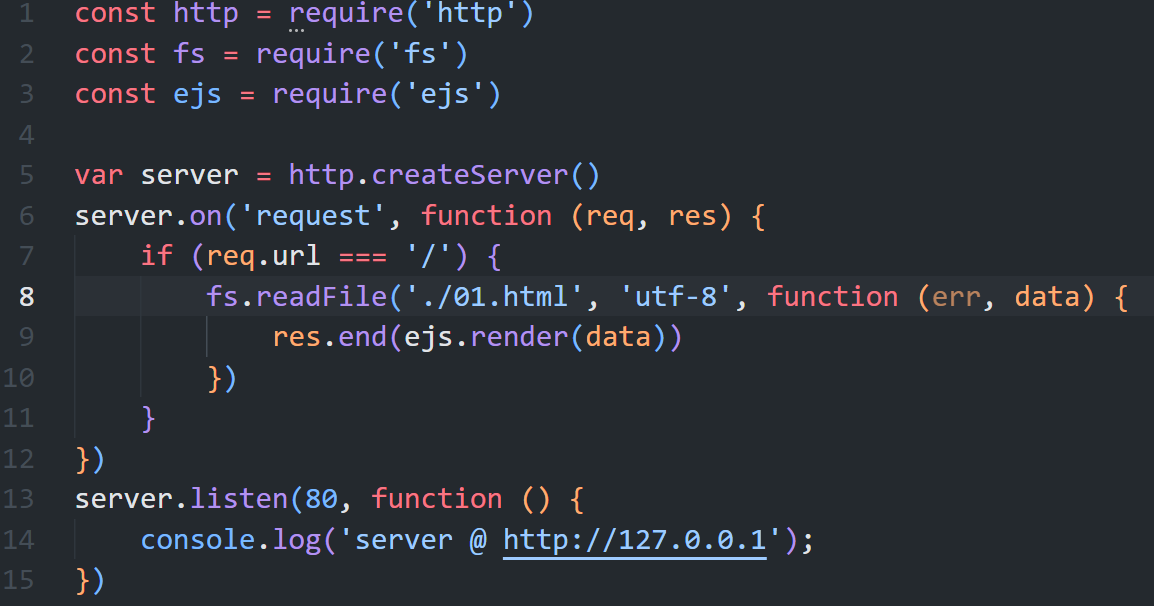 1 const http = require('http')
2 const fs = require('fs')
3 const ejs = require('ejs')
4
5 var server = http.createServer()
6 server.on('request', function (req, res) {
7     if (req.url === '/') {
8         fs.readFile('./01.html', 'utf-8', function (err, data) {
9             res.end(ejs.render(data))
10         })
11     }
12 })
13 server.listen(80, function () {
14     console.log('server @ http://127.0.0.1');
15 })